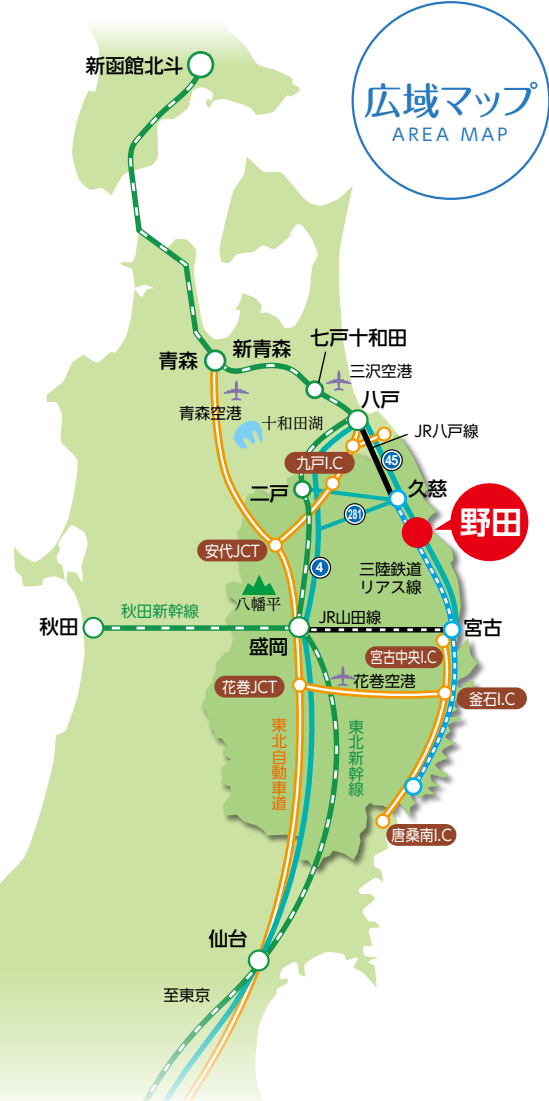 広域マップ
AREA MAP
新函館北斗
七戸十和田
新青森
青森
三沢空港
八戸
青森空港
十和田湖
JR八戸線
45
九戸I.C
久慈
二戸
281
野田
安代JCT
4
三陸鉄道
リアス線
八幡平
秋田新幹線
JR山田線
秋田
宮古
盛岡
宮古中央I.C
花巻空港
花巻JCT
釜石I.C
東北自動車道
東北新幹線
唐桑南I.C
仙台
至東京